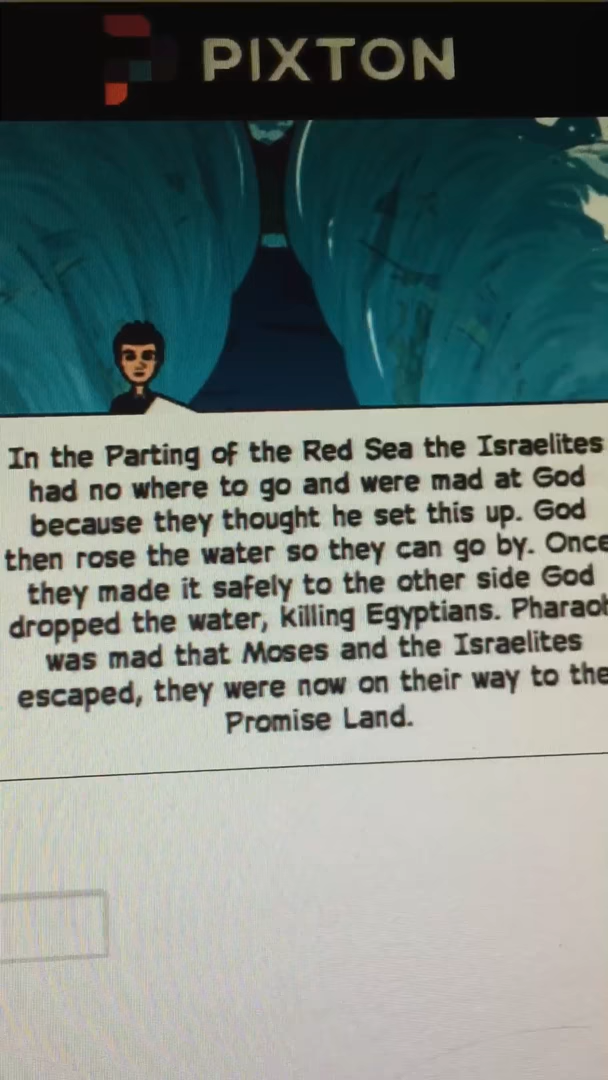 PIXTON
In the Parting of the Red Sea the Israelites
had no where to go and were mad at God
because they thought he set this up. God
then rose the water so they can go by. Once
they made it safely to the other side God
dropped the water, killing Egyptians. Pharaoh
was mad that Moses and the Israelites
escaped, they were now on their way to the
Promise Land.